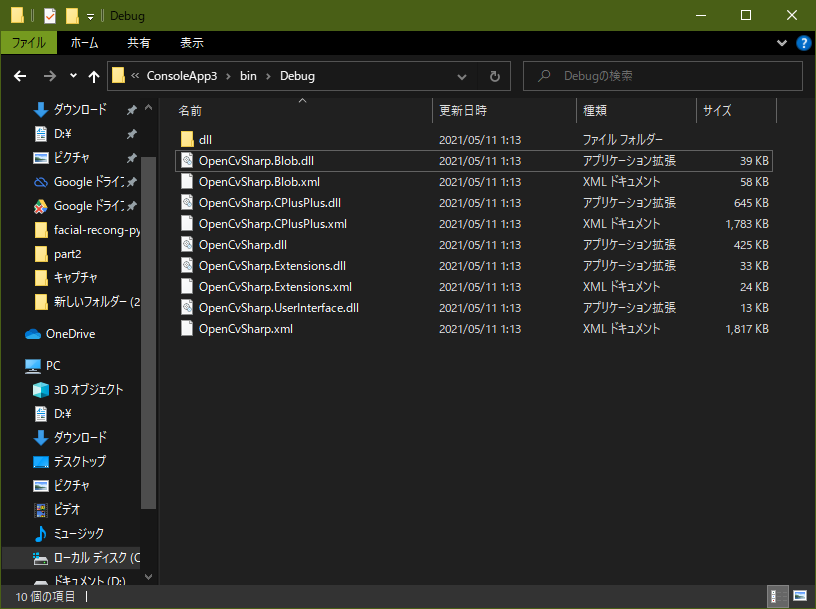 Debug
ファイル ホーム 共有 表示
« ConsoleApp3 › bin › Debug Debugの検索
名前 更新日時 種類 サイズ
ダウンロード
D:¥
ピクチャ
Google ドライブ
Google ドライブ
facial-recong-py
part2
キャプチャ
新しいフォルダー (2
OneDrive
PC
3D オブジェクト
D:¥
ダウンロード
デスクトップ
ピクチャ
ビデオ
ミュージック
ローカル ディスク (C
ドキュメント (D:)
dll 2021/05/11 1:13 ファイル フォルダー
OpenCvSharp.Blob.dll 2021/05/11 1:13 アプリケーション拡張 39 KB
OpenCvSharp.Blob.xml 2021/05/11 1:13 XML ドキュメント 58 KB
OpenCvSharp.CPlusPlus.dll 2021/05/11 1:13 アプリケーション拡張 645 KB
OpenCvSharp.CPlusPlus.xml 2021/05/11 1:13 XML ドキュメント 1,783 KB
OpenCvSharp.dll 2021/05/11 1:13 アプリケーション拡張 425 KB
OpenCvSharp.Extensions.dll 2021/05/11 1:13 アプリケーション拡張 33 KB
OpenCvSharp.Extensions.xml 2021/05/11 1:13 XML ドキュメント 24 KB
OpenCvSharp.UserInterface.dll 2021/05/11 1:13 アプリケーション拡張 13 KB
OpenCvSharp.xml 2021/05/11 1:13 XML ドキュメント 1,817 KB
10 個の項目